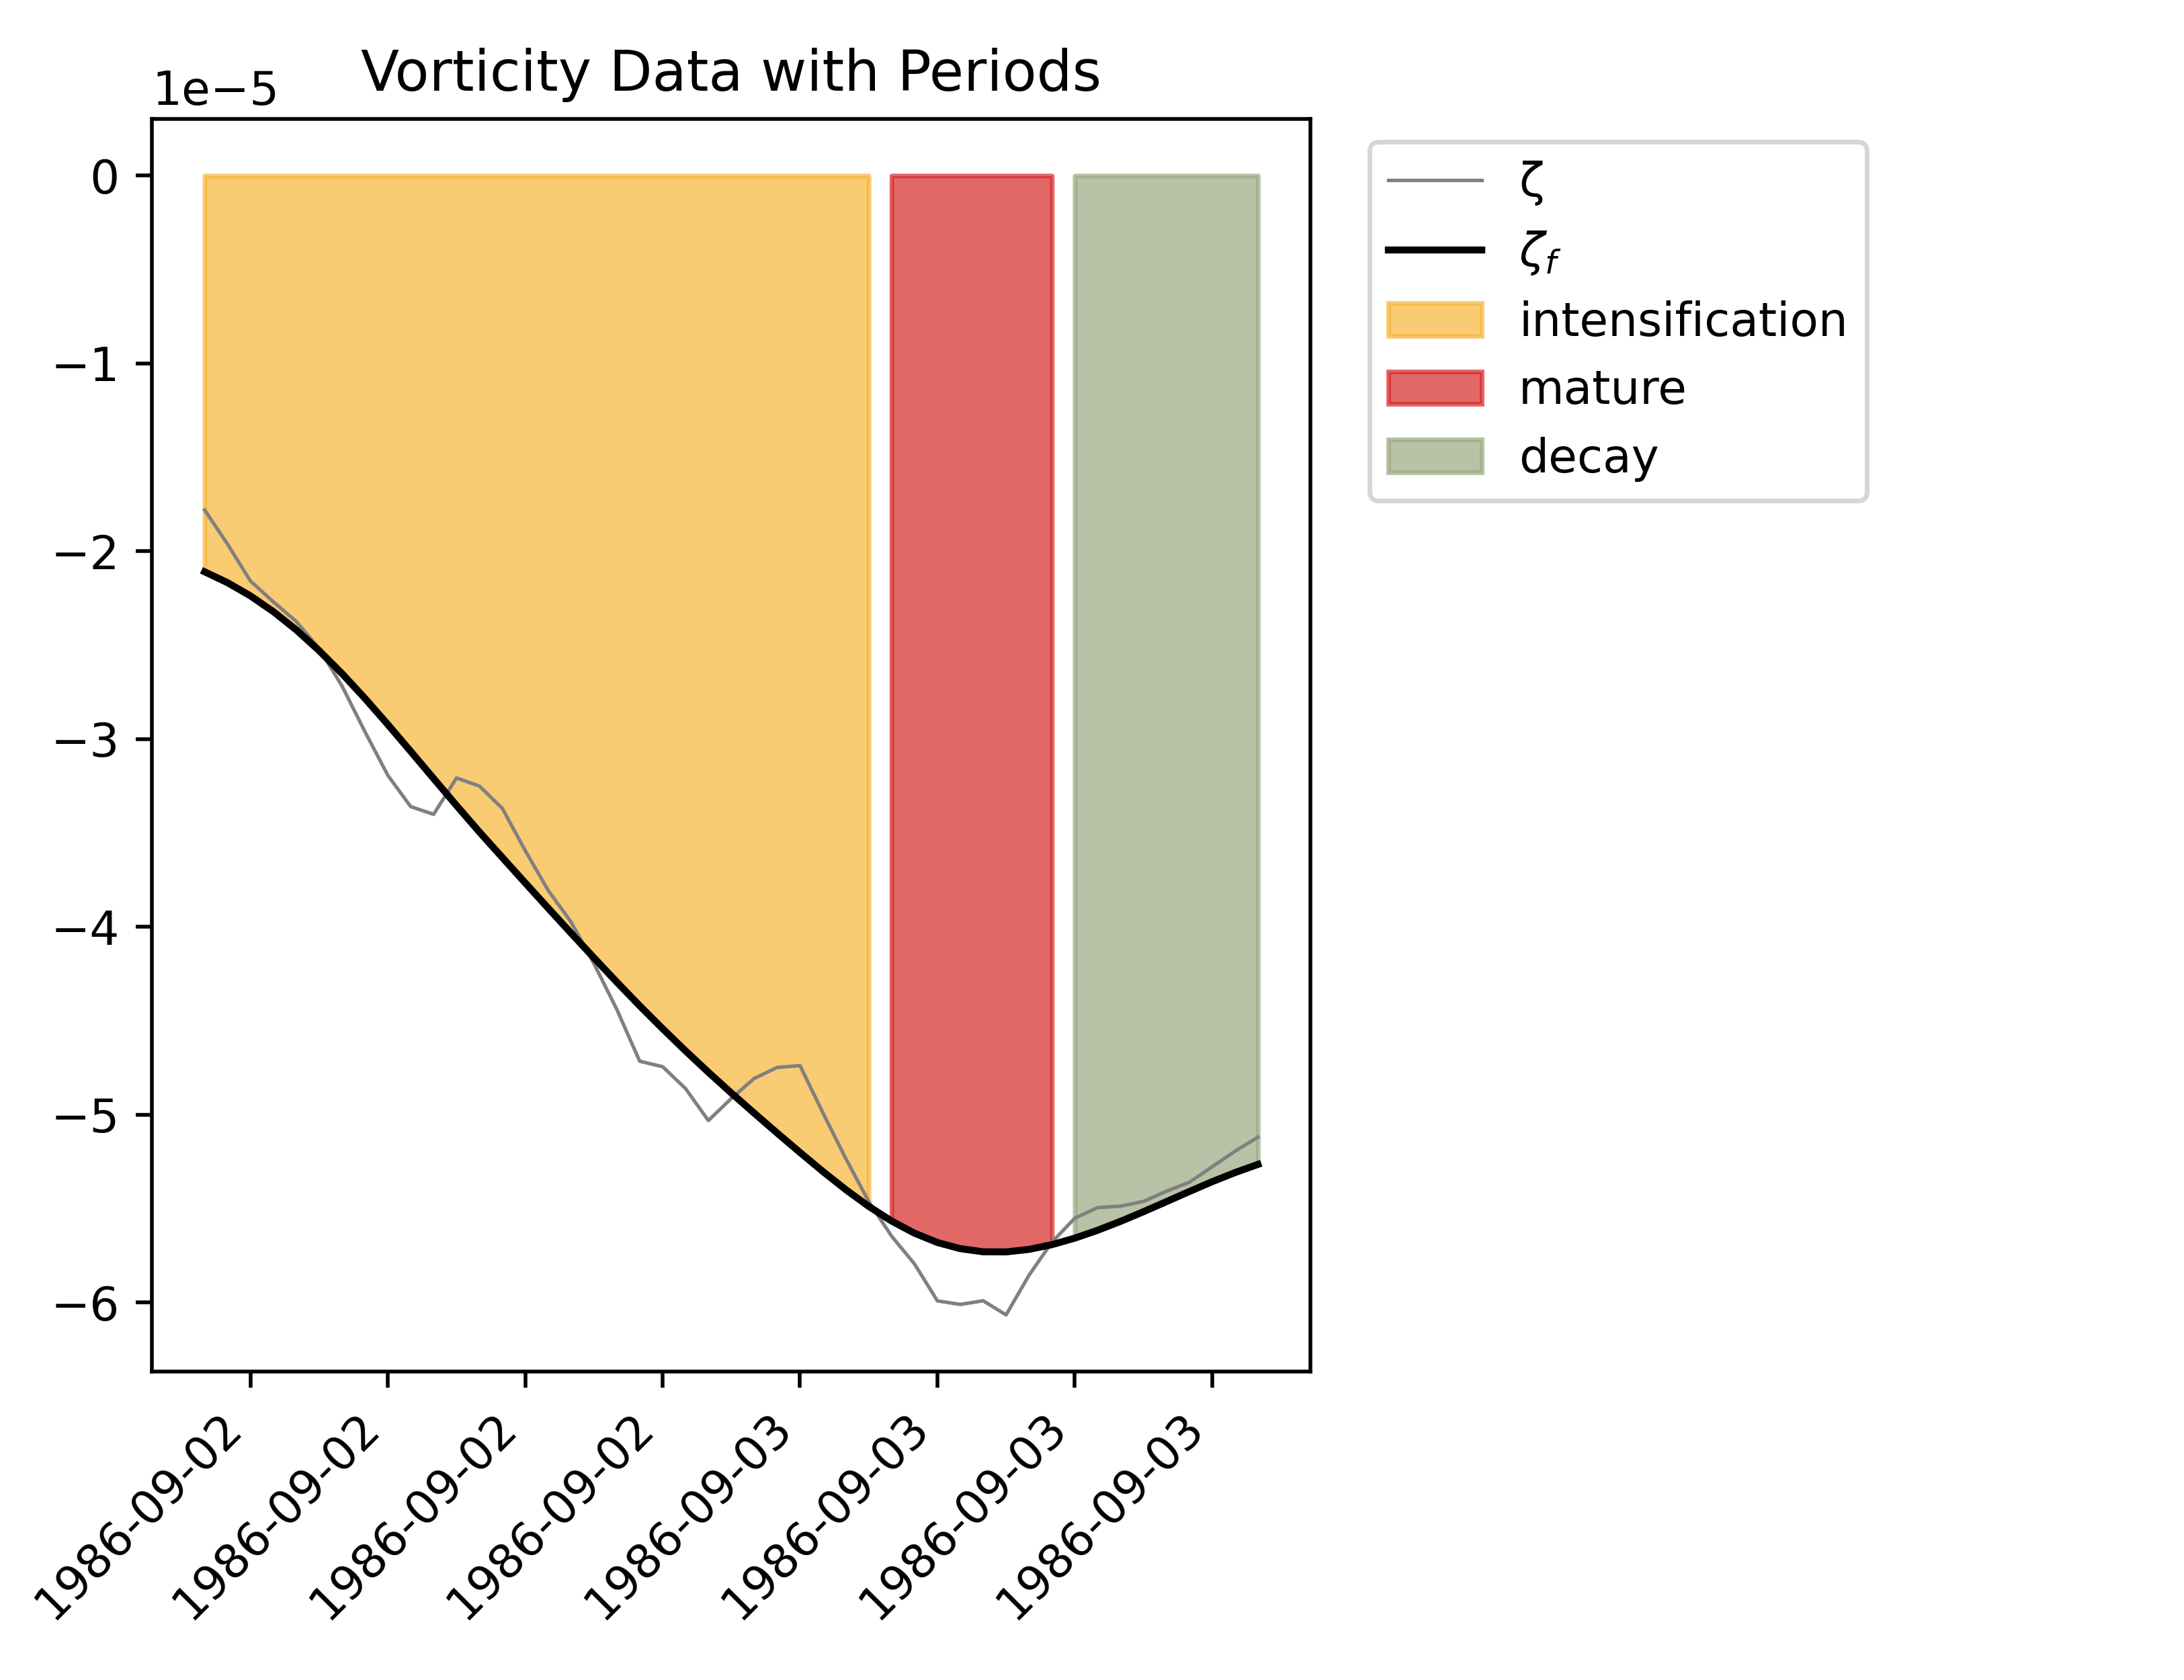 Vorticity Data with Periods
1e−5
0
−1
−2
−3
−4
−5
−6
1986-09-02
1986-09-02
1986-09-02
1986-09-02
1986-09-03
1986-09-03
1986-09-03
1986-09-03
ζ
ζf
intensification
mature
decay